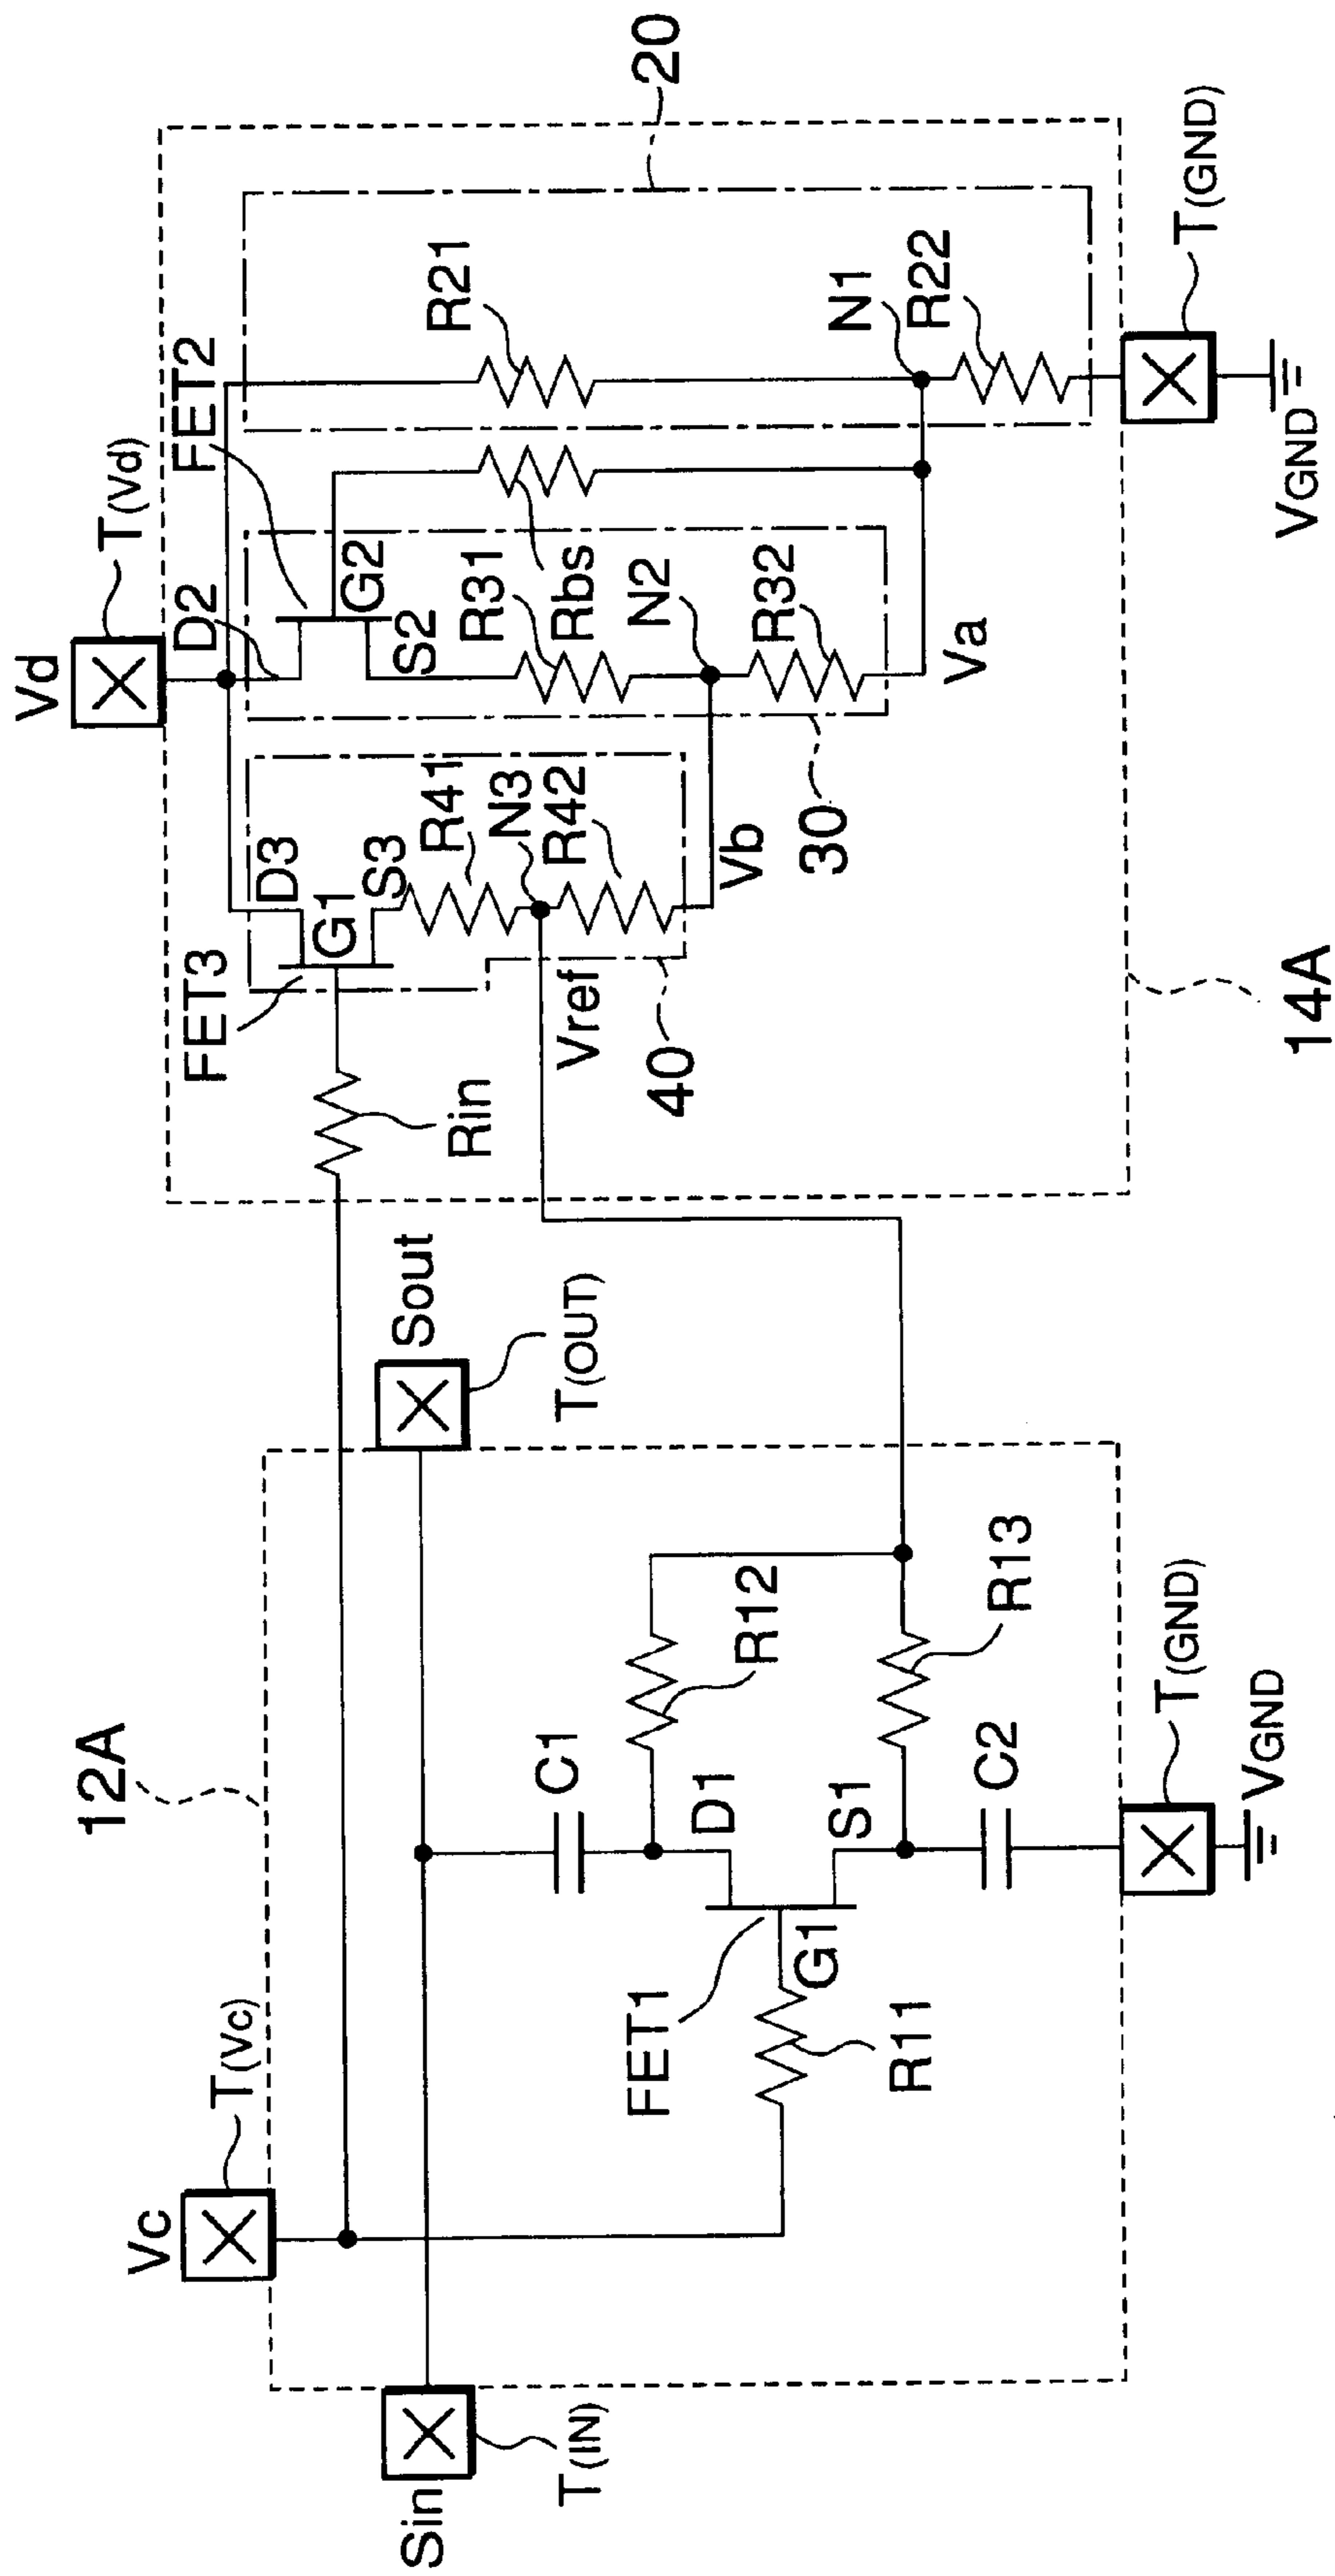 12A
Vc
T(Vc)
Sin
T(IN)
Sout
T(OUT)
C1
R12
D1
FET1
G1
R11
S1
R13
C2
T(GND)
VGND
Vd
T(Vd)
D2
FET2
20
FET3
D3
G1
S3
Rin
R41
N3
R42
Vref
40
Vb
G2
S2
R31
Rbs
N2
R32
30
Va
R21
N1
R22
T(GND)
VGND
14A